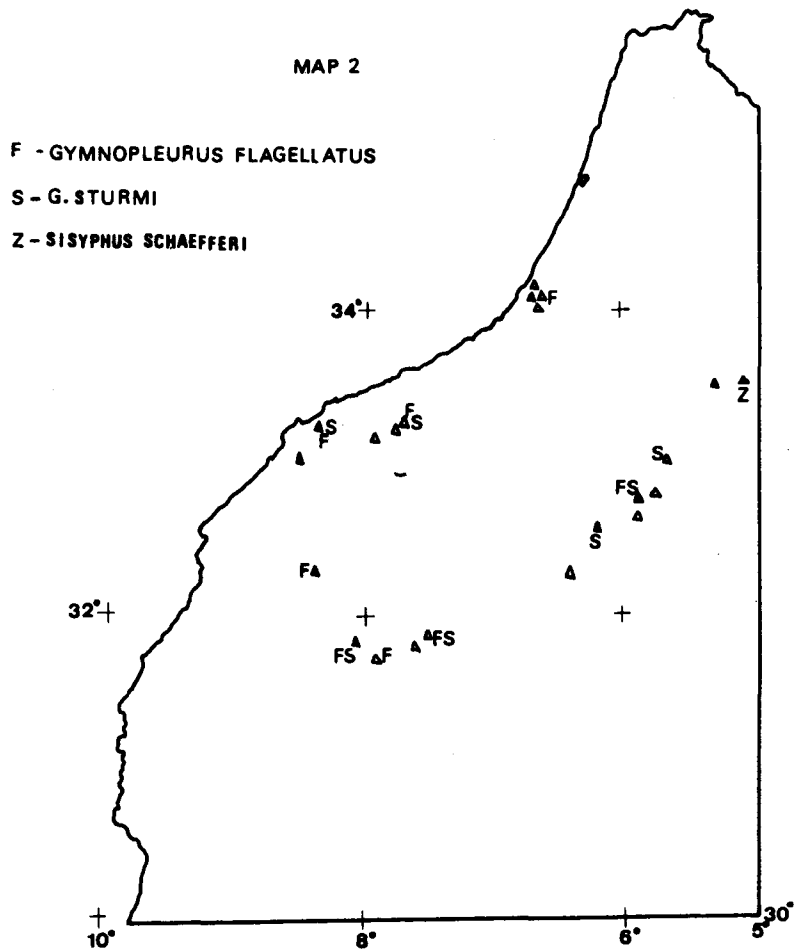 MAP 2
F - GYMNOPLEURUS FLAGELLATUS
S - G. STURMI
Z - SISYPHUS SCHAEFFERI
34°
F
Z
F
S
S
F
S
FS
S
F
32°
FS
F
FS
30°
10°
8°
6°
5°